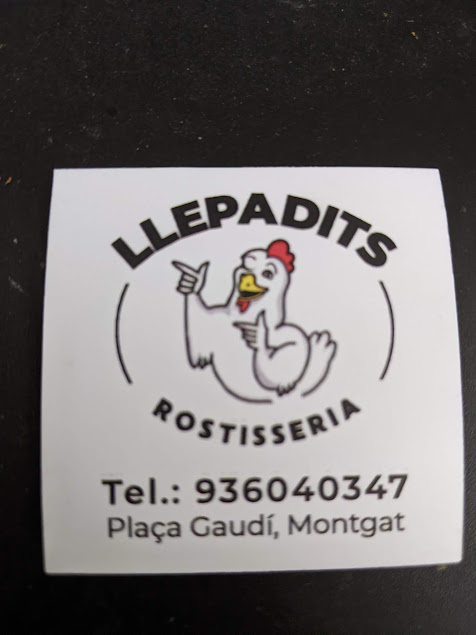 LLEPADITS
ROSTISSERIA
Tel.: 936040347
Plaça Gaudí, Montgat